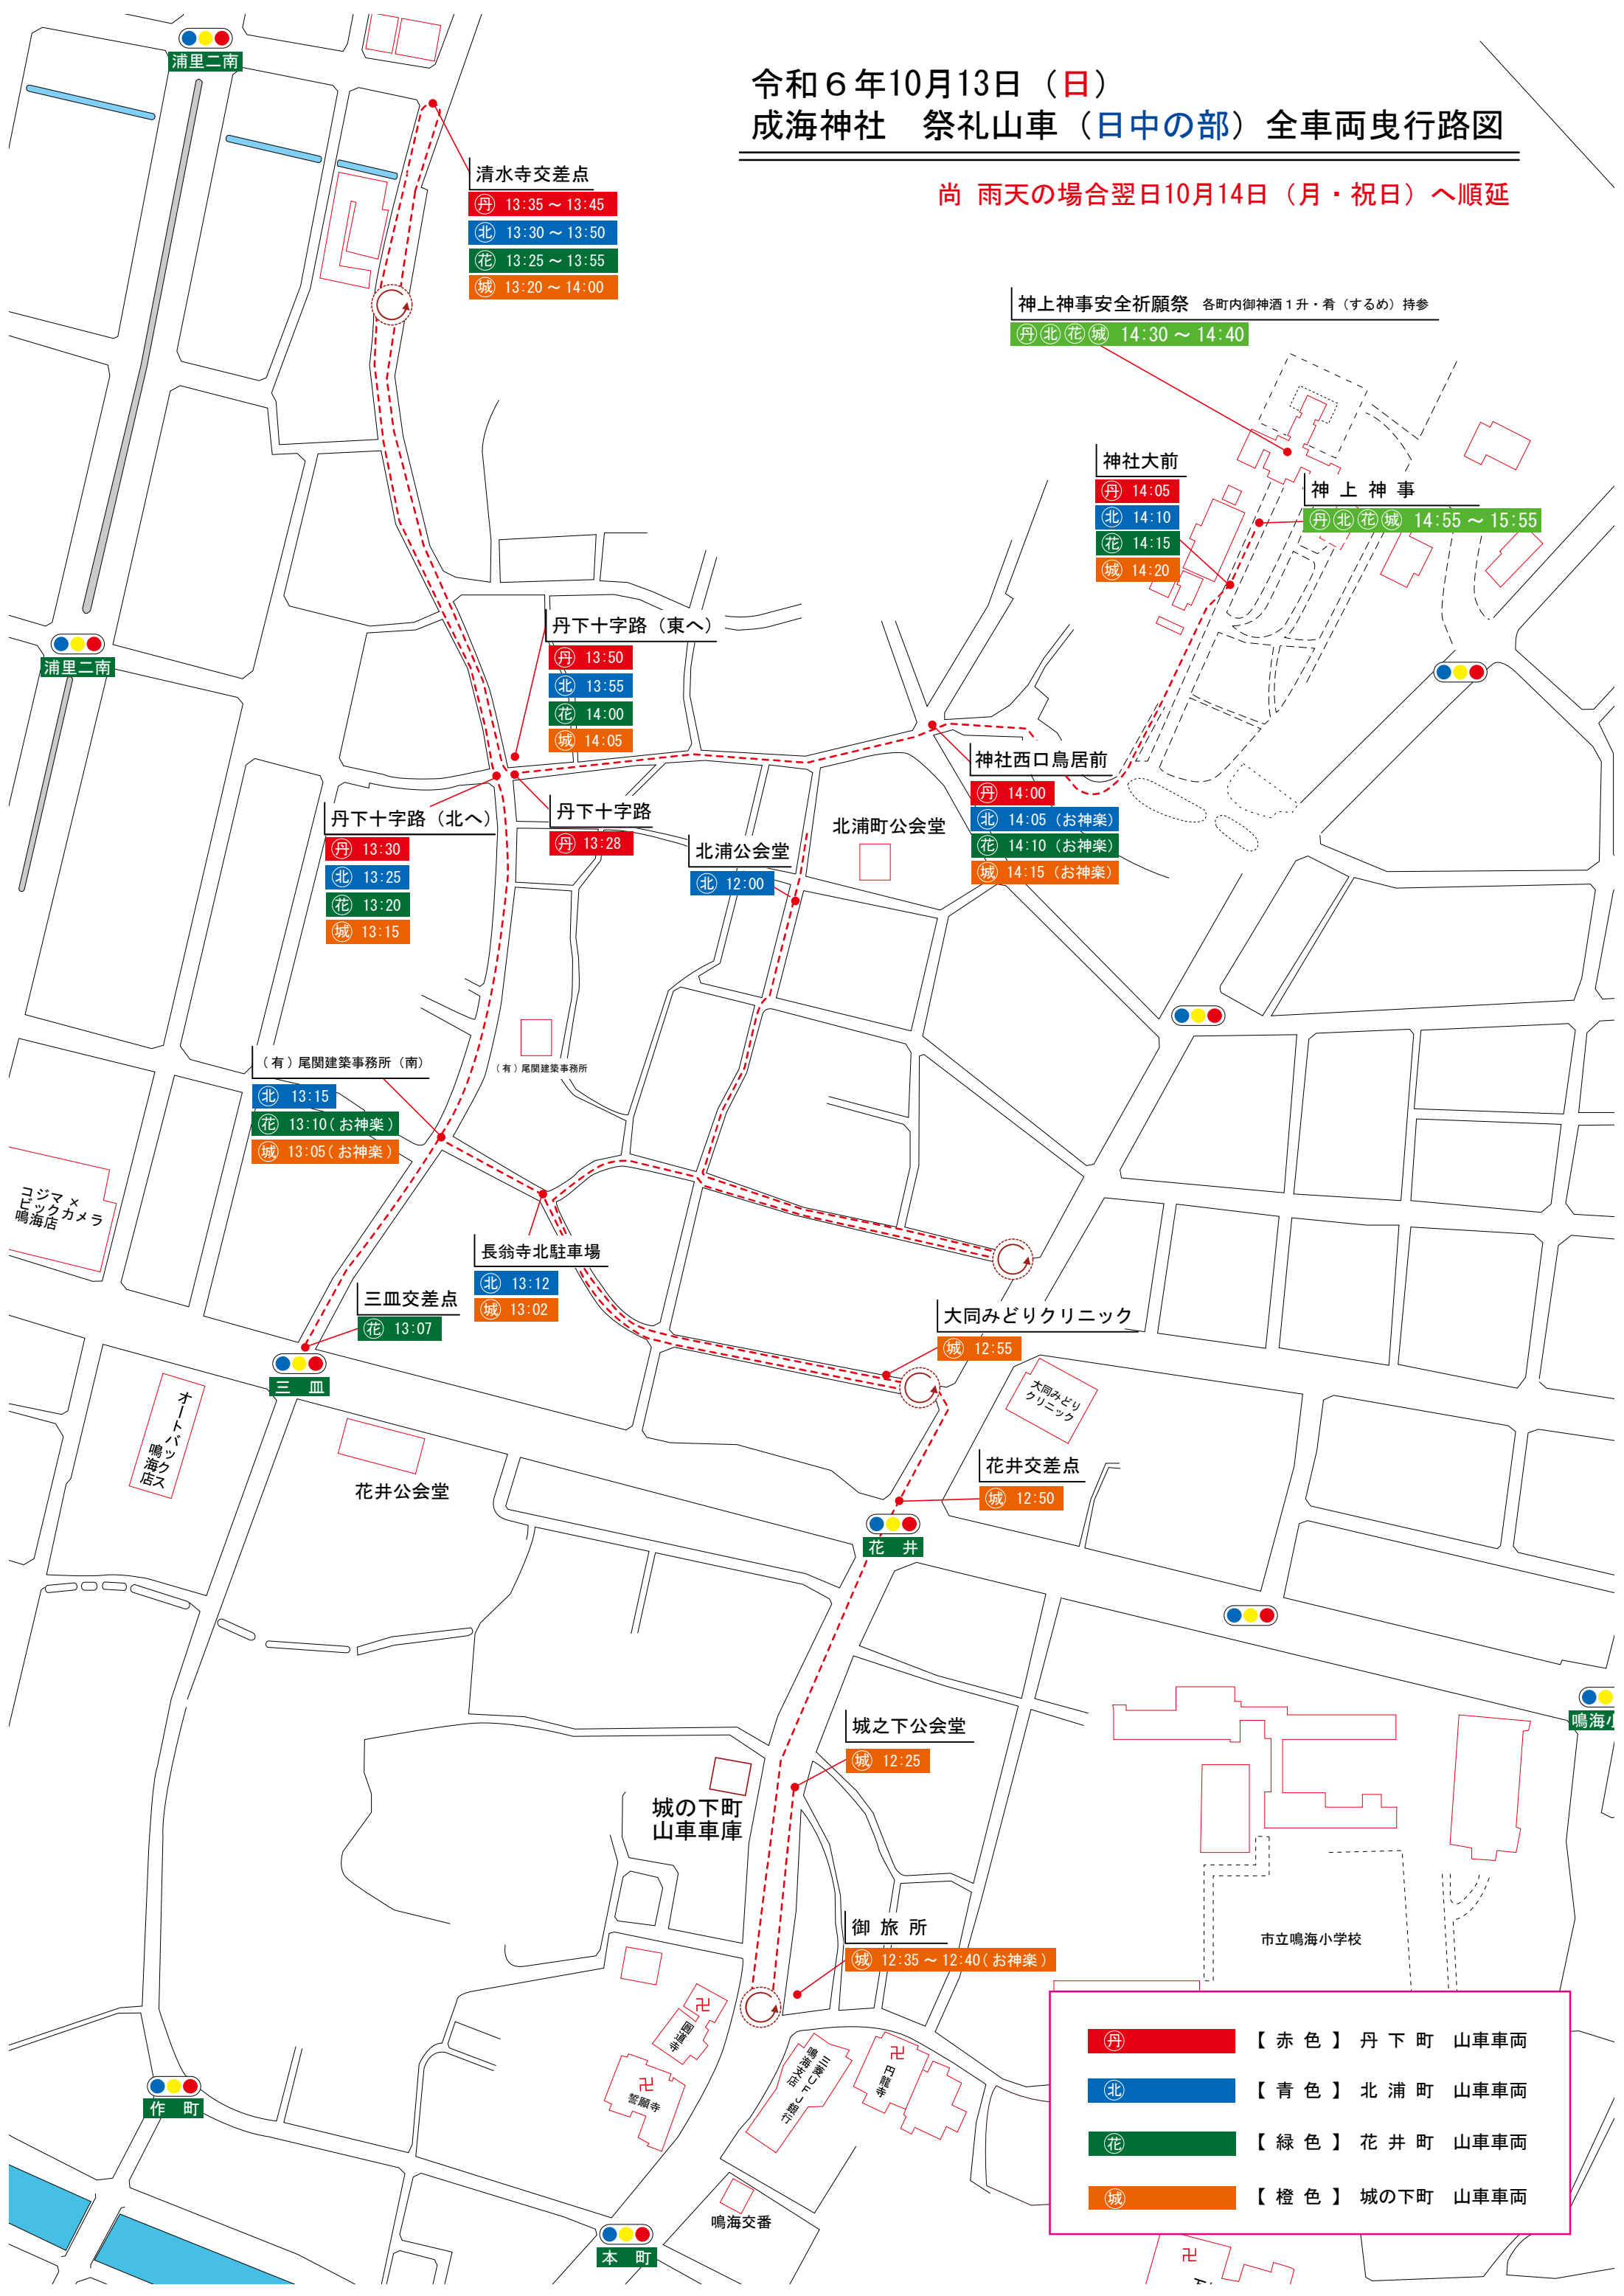 令和６年10月13日（日）
成海神社　祭礼山車（日中の部）全車両曳行路図
尚 雨天の場合翌日10月14日（月・祝日）へ順延
浦里二南
清水寺交差点
丹 13:35～13:45
北 13:30～13:50
花 13:25～13:55
城 13:20～14:00
神上神事安全祈願祭　各町内御神酒１升・肴（するめ）持参
丹北花城 14:30～14:40
神社大前
丹 14:05
北 14:10
花 14:15
城 14:20
神 上 神 事
丹北花城 14:55～15:55
浦里二南
丹下十字路（東へ）
丹 13:50
北 13:55
花 14:00
城 14:05
神社西口鳥居前
丹 14:00
北 14:05（お神楽）
花 14:10（お神楽）
城 14:15（お神楽）
丹下十字路（北へ）
丹 13:30
北 13:25
花 13:20
城 13:15
丹下十字路
丹 13:28
北浦公会堂
北 12:00
北浦町公会堂
（有）尾関建築事務所（南）
北 13:15
花 13:10（お神楽）
城 13:05（お神楽）
（有）尾関建築事務所
コジマ×
ビックカメラ
鳴海店
長翁寺北駐車場
北 13:12
城 13:02
三皿交差点
花 13:07
三　皿
大同みどりクリニック
城 12:55
大同みどり
クリニック
オートバックス
鳴海店
花井公会堂
花井交差点
城 12:50
花　井
鳴海小
城之下公会堂
城 12:25
城の下町
山車車庫
御 旅 所
城 12:35～12:40（お神楽）
市立鳴海小学校
卍
圓道寺
卍
誓願寺
三菱ＵＦＪ銀行
鳴海支店
卍
円龍寺
作　町
鳴海交番
本　町
卍
丹 【赤色】丹下町　山車車両
北 【青色】北浦町　山車車両
花 【緑色】花井町　山車車両
城 【橙色】城の下町　山車車両